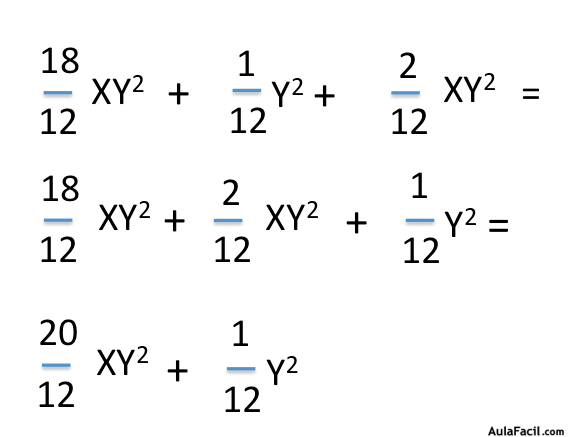 18/12 XY² + 1/12 Y² + 2/12 XY² =
18/12 XY² + 2/12 XY² + 1/12 Y² =
20/12 XY² + 1/12 Y²
AulaFacil.com